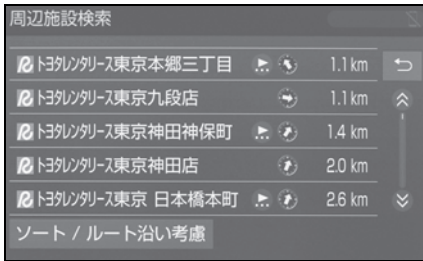 周辺施設検索
トヨタレンタリース東京本郷三丁目 1.1 km
トヨタレンタリース東京九段店 1.1 km
トヨタレンタリース東京神田神保町 1.4 km
トヨタレンタリース東京神田店 2.0 km
トヨタレンタリース東京 日本橋本町 2.6 km
ソート / ルート沿い考慮